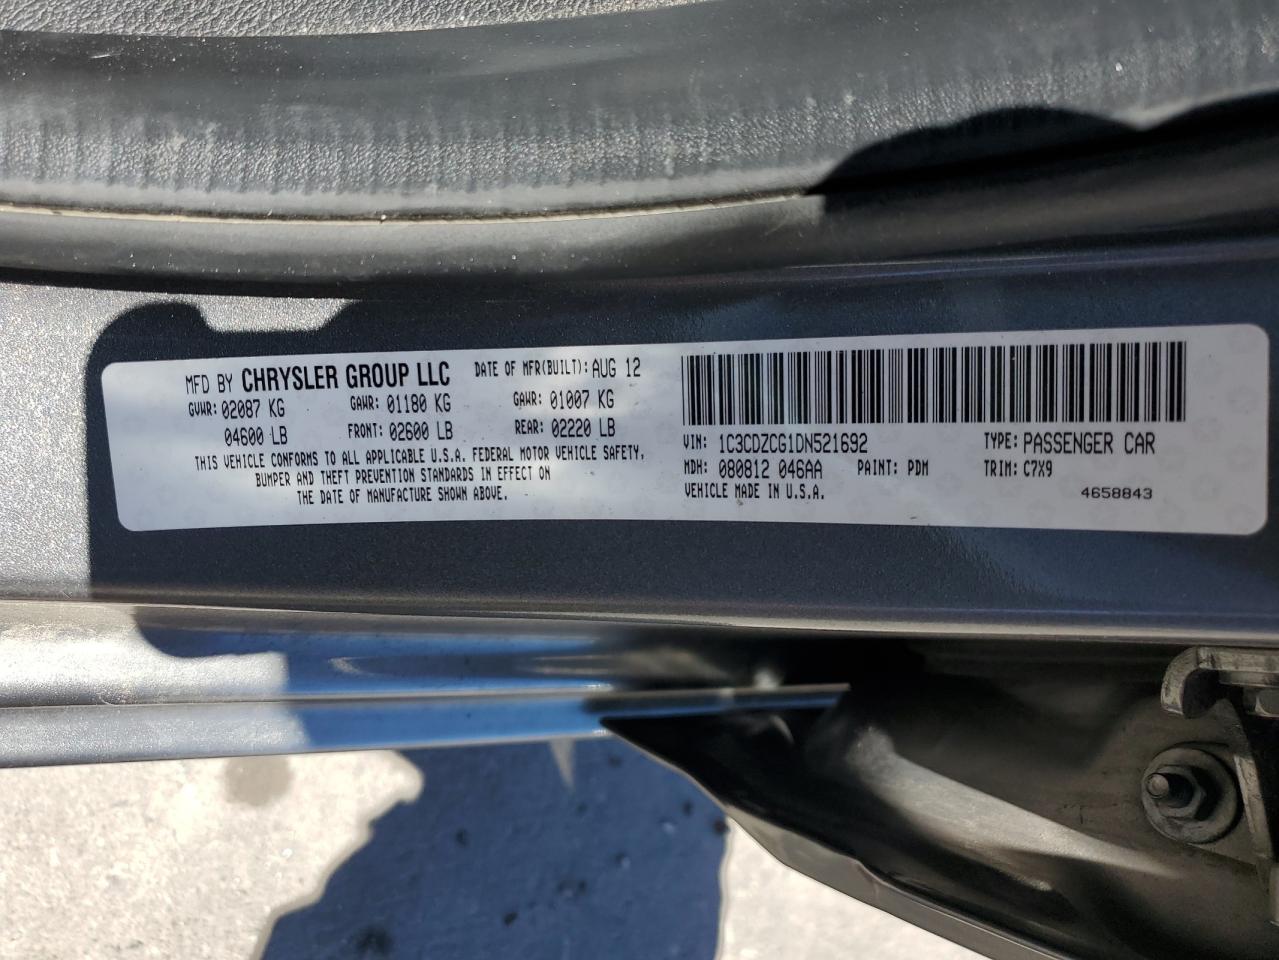 MFD BY CHRYSLER GROUP LLC DATE OF MFR(BUILT): AUG 12
GVWR: 02087 KG GAWR: 01180 KG GAWR: 01007 KG
04600 LB FRONT: 02600 LB REAR: 02220 LB
THIS VEHICLE CONFORMS TO ALL APPLICABLE U.S.A. FEDERAL MOTOR VEHICLE SAFETY,
BUMPER AND THEFT PREVENTION STANDARDS IN EFFECT ON
THE DATE OF MANUFACTURE SHOWN ABOVE.
VIN: 1C3CDZCG1DN521692 TYPE: PASSENGER CAR
MDH: 080812 046AA PAINT: PDM TRIM: C7X9
VEHICLE MADE IN U.S.A. 4658843